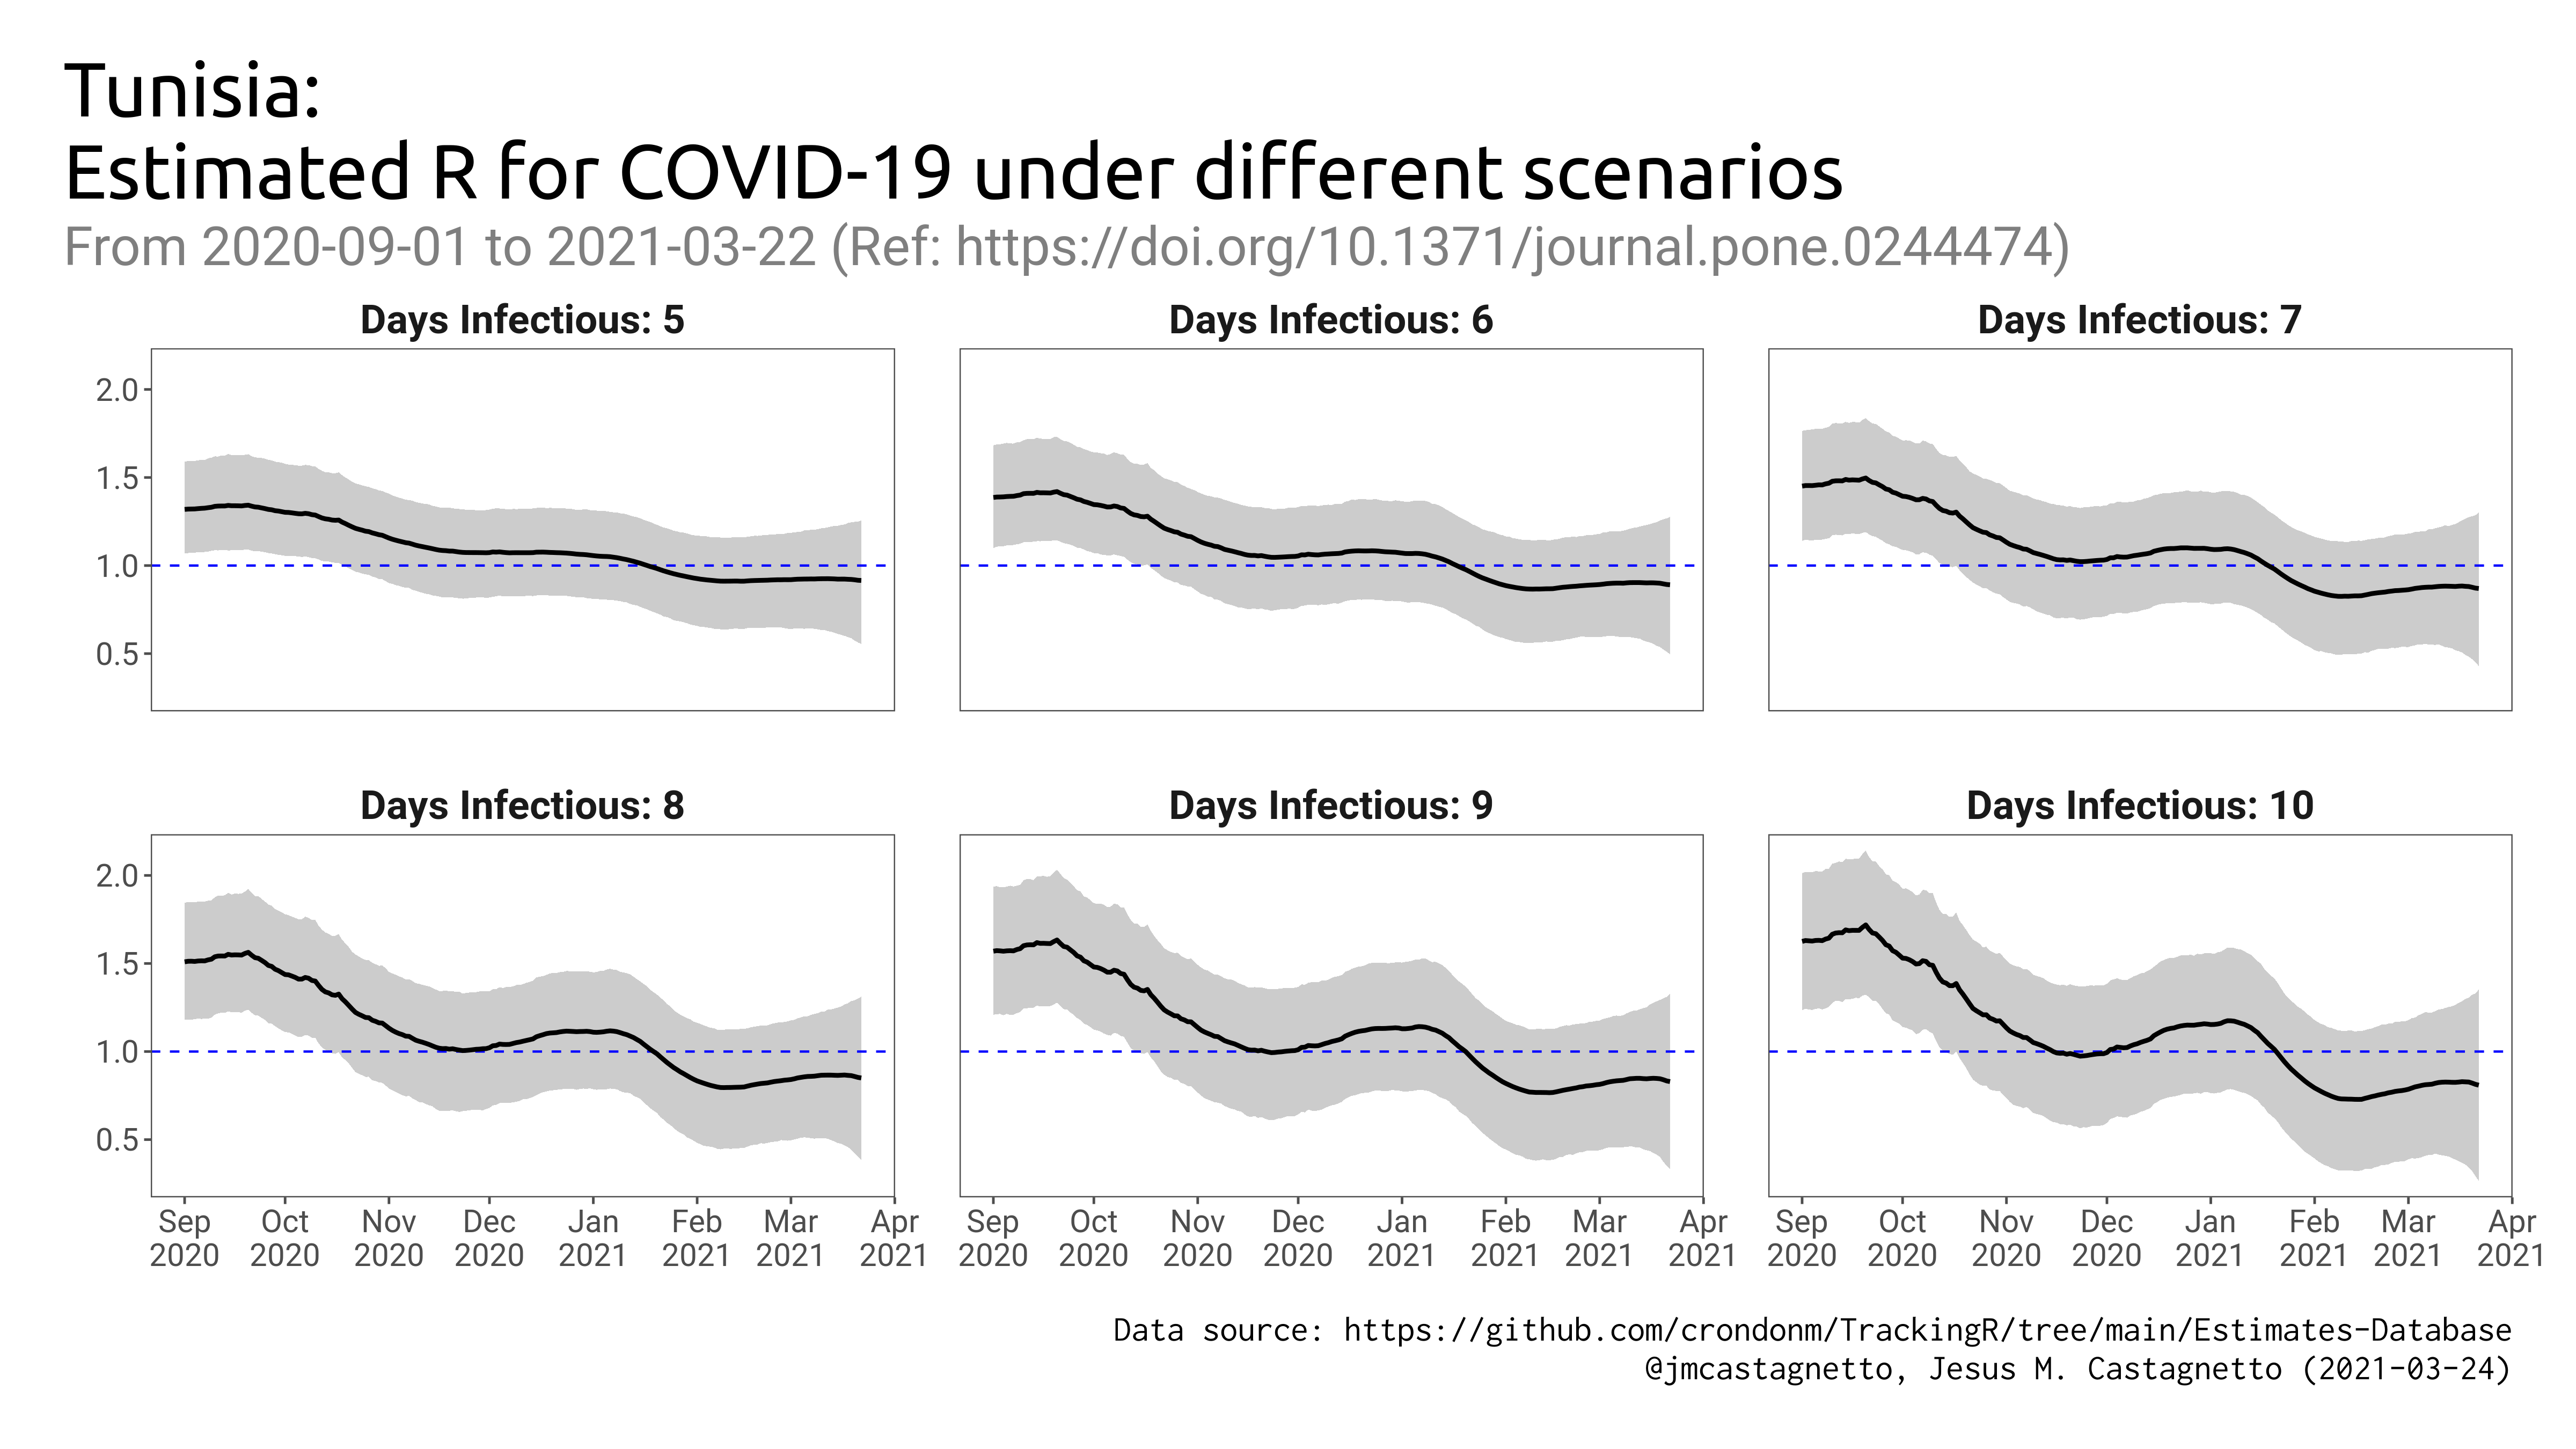 Tunisia:
Estimated R for COVID-19 under different scenarios
From 2020-09-01 to 2021-03-22 (Ref: https://doi.org/10.1371/journal.pone.0244474)
Days Infectious: 5
Days Infectious: 6
Days Infectious: 7
2.0
1.5
1.0
0.5
Days Infectious: 8
Days Infectious: 9
Days Infectious: 10
2.0
1.5
1.0
0.5
Sep Oct Nov Dec Jan Feb Mar Apr
2020 2020 2020 2020 2021 2021 2021 2021
Sep Oct Nov Dec Jan Feb Mar Apr
2020 2020 2020 2020 2021 2021 2021 2021
Sep Oct Nov Dec Jan Feb Mar Apr
2020 2020 2020 2020 2021 2021 2021 2021
Data source: https://github.com/crondonm/TrackingR/tree/main/Estimates-Database
@jmcastagnetto, Jesus M. Castagnetto (2021-03-24)